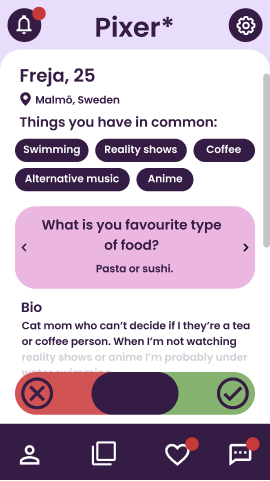 Pixer*
Freja, 25
Malmö, Sweden
Things you have in common:
Swimming Reality shows Coffee
Alternative music Anime
What is you favourite type
of food?
Pasta or sushi.
Bio
Cat mom who can't decide if I they're a tea
or coffee person. When I'm not watching
reality shows or anime I'm probably under
water swimming